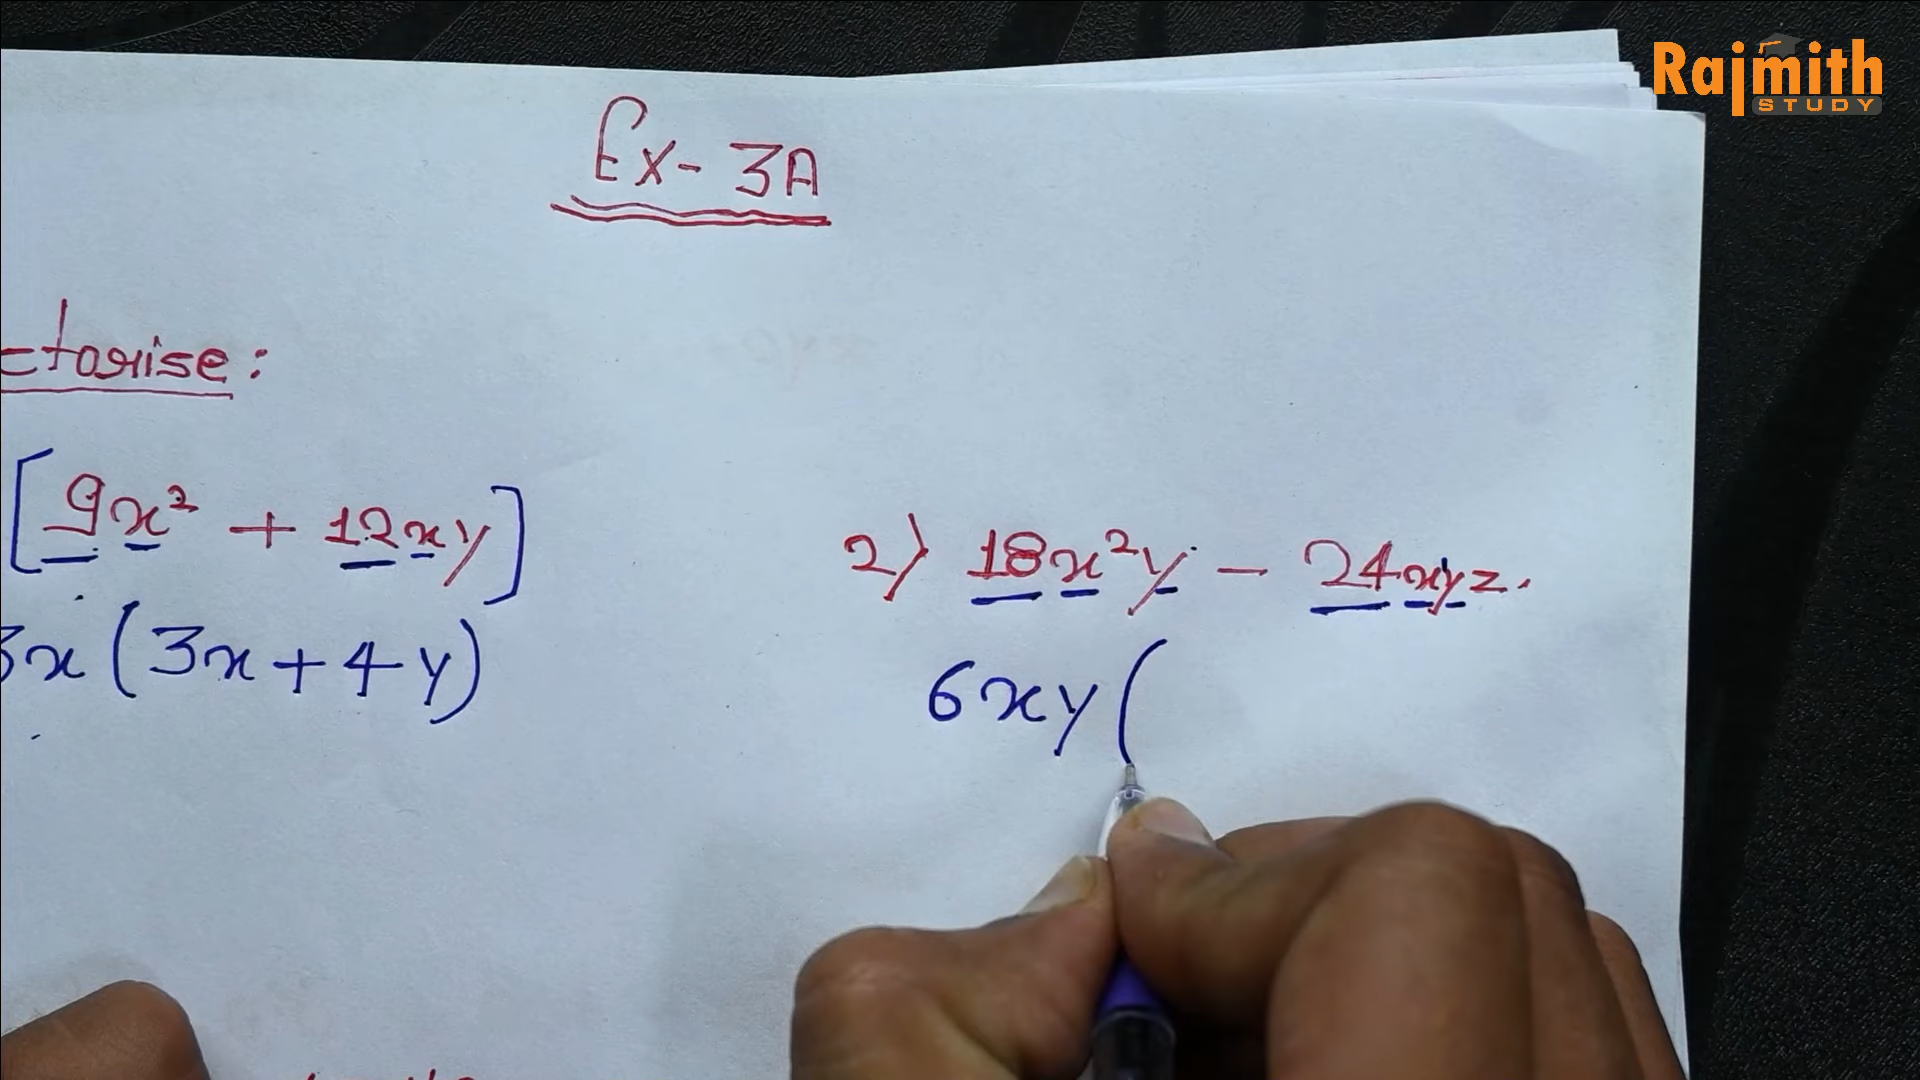 Rajmith
STUDY
Ex- 3A
ctorise:
[9x² + 12xy]
3x (3x + 4y)
2) 18x²y - 24xyz.
6xy (